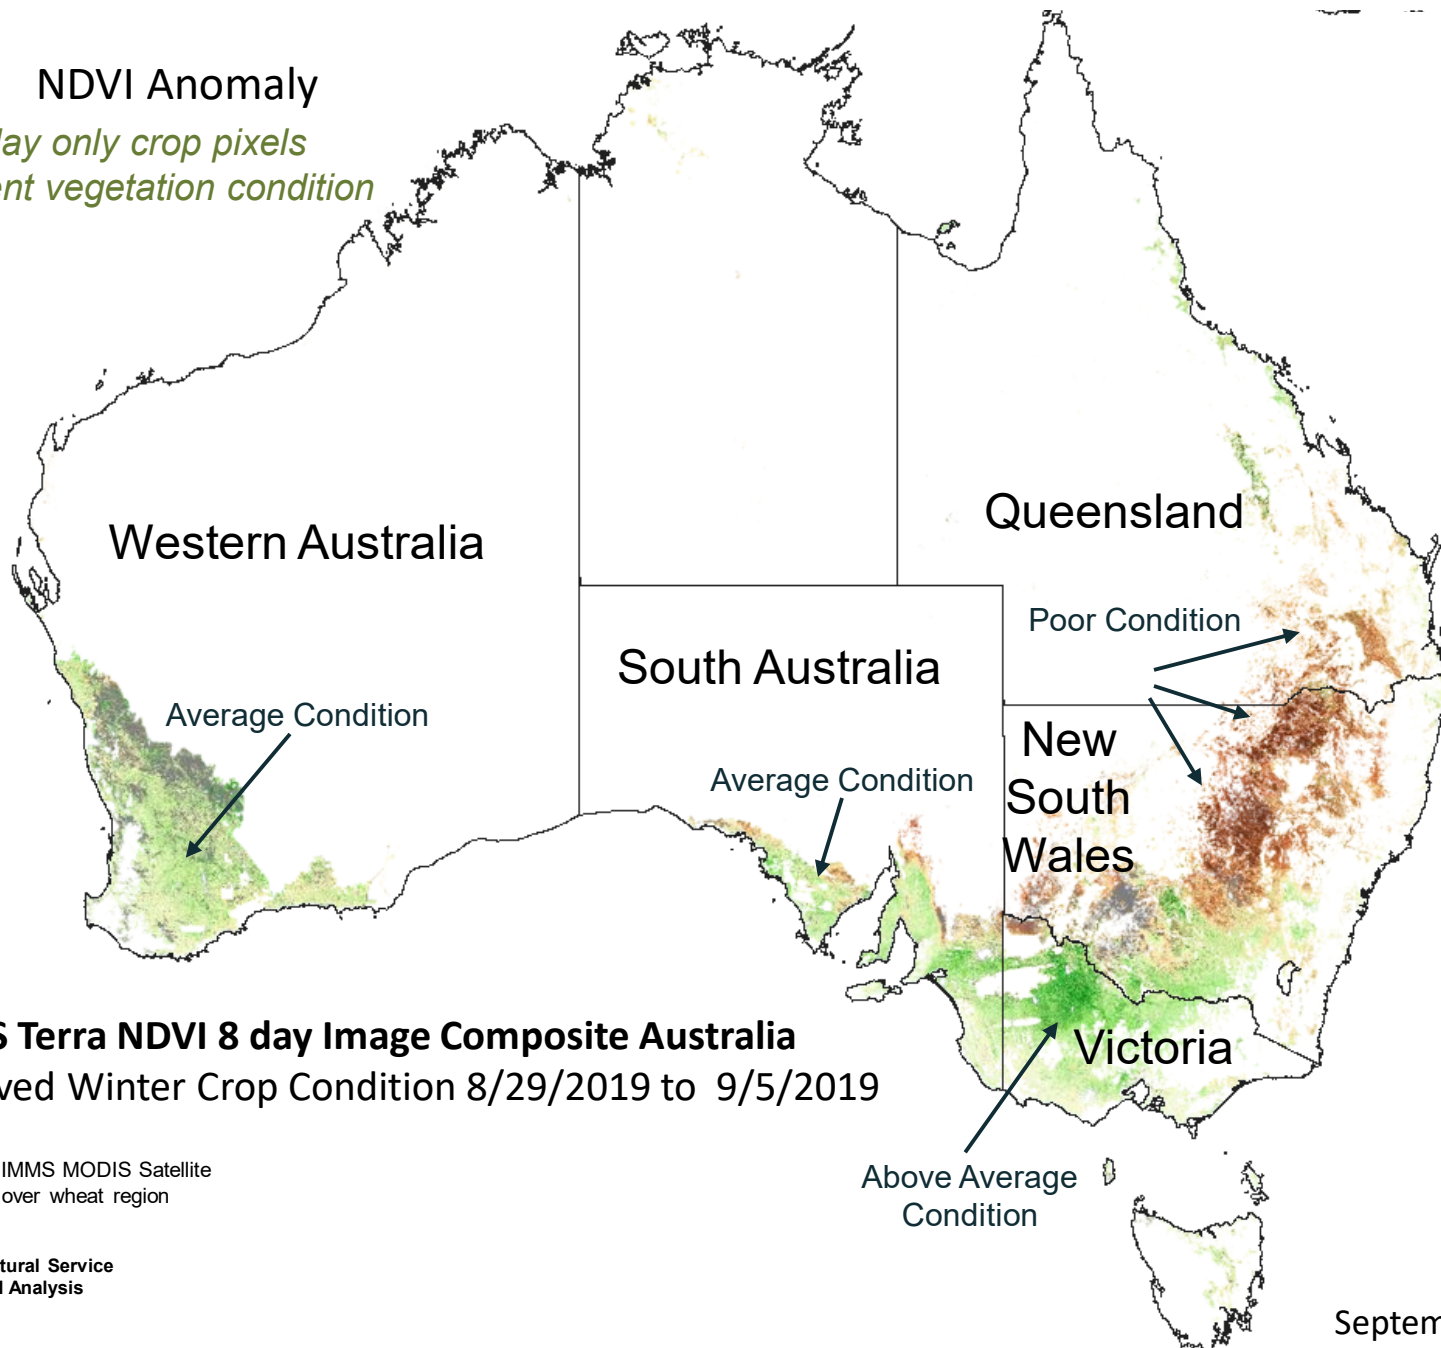 NDVI Anomaly
lay only crop pixels
ent vegetation condition
Western Australia
Queensland
South Australia
Poor Condition
Average Condition
Average Condition
New
South
Wales
S Terra NDVI 8 day Image Composite Australia
ved Winter Crop Condition 8/29/2019 to 9/5/2019
Victoria
IMMS MODIS Satellite
over wheat region
Above Average
Condition
tural Service
l Analysis
Septem